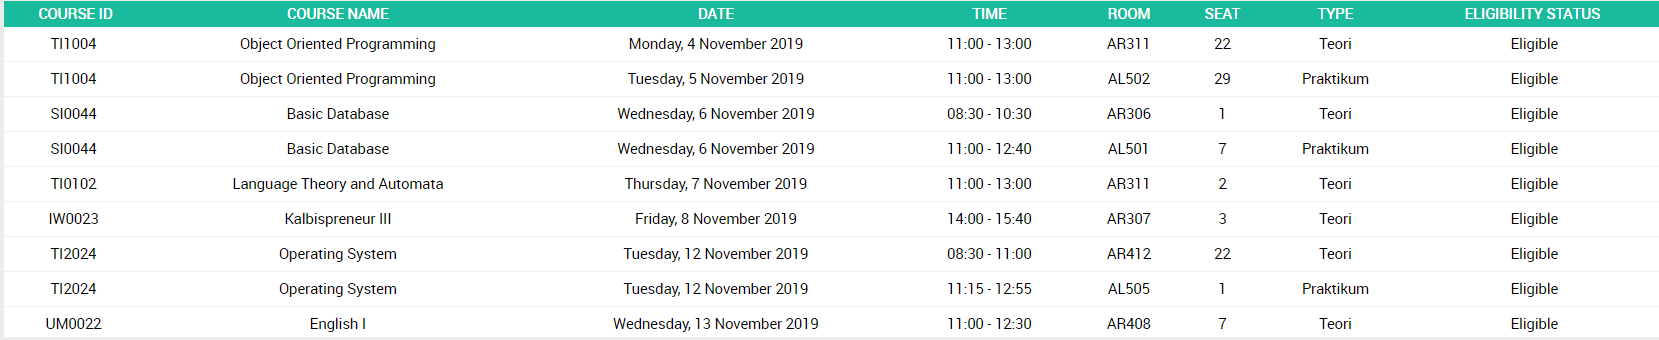 COURSE ID COURSE NAME DATE TIME ROOM SEAT TYPE ELIGIBILITY STATUS
TI1004 Object Oriented Programming Monday, 4 November 2019 11:00 - 13:00 AR311 22 Teori Eligible
TI1004 Object Oriented Programming Tuesday, 5 November 2019 11:00 - 13:00 AL502 29 Praktikum Eligible
SI0044 Basic Database Wednesday, 6 November 2019 08:30 - 10:30 AR306 1 Teori Eligible
SI0044 Basic Database Wednesday, 6 November 2019 11:00 - 12:40 AL501 7 Praktikum Eligible
TI0102 Language Theory and Automata Thursday, 7 November 2019 11:00 - 13:00 AR311 2 Teori Eligible
IW0023 Kalbispreneur III Friday, 8 November 2019 14:00 - 15:40 AR307 3 Teori Eligible
TI2024 Operating System Tuesday, 12 November 2019 08:30 - 11:00 AR412 22 Teori Eligible
TI2024 Operating System Tuesday, 12 November 2019 11:15 - 12:55 AL505 1 Praktikum Eligible
UM0022 English I Wednesday, 13 November 2019 11:00 - 12:30 AR408 7 Teori Eligible